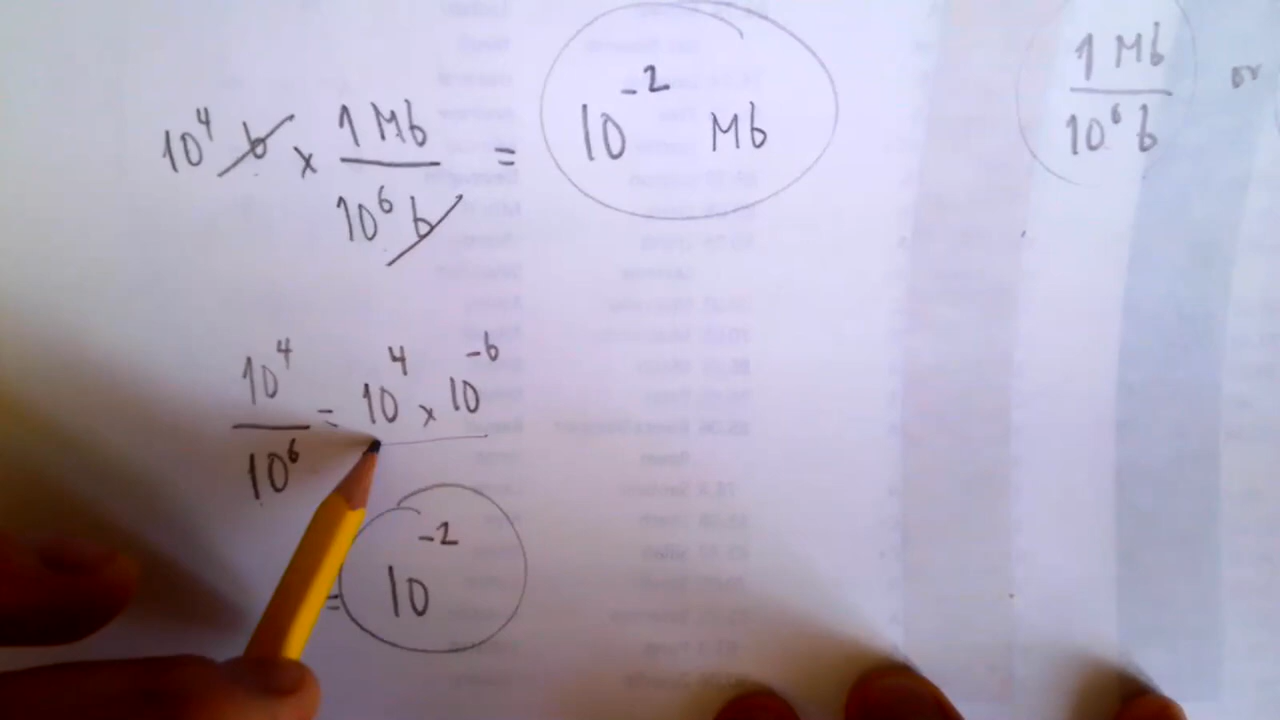 10⁴ b × 1 Mb / 10⁶ b = 10⁻² Mb
1 Mb / 10⁶ b or
10⁴ / 10⁶ = 10⁴ × 10⁻⁶
= 10⁻²